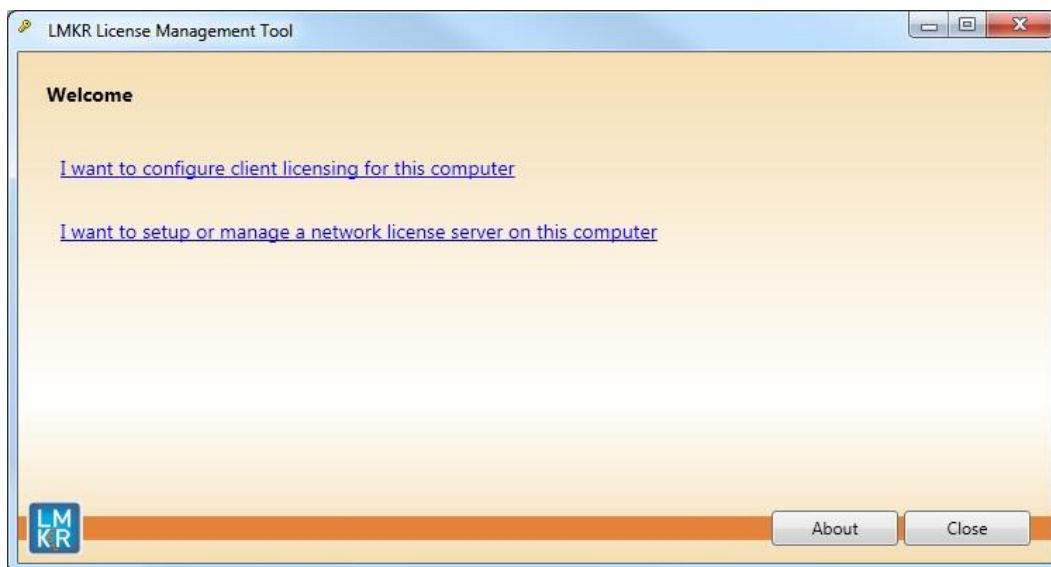 LMKR License Management Tool
Welcome
I want to configure client licensing for this computer
I want to setup or manage a network license server on this computer
LM
KR
About
Close